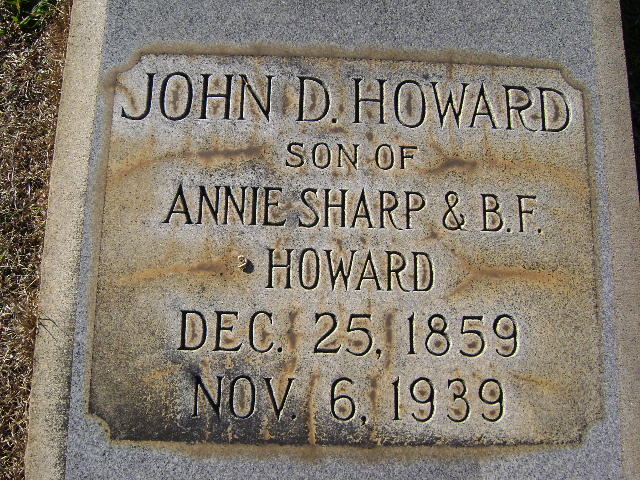 JOHN D. HOWARD
SON OF
ANNIE SHARP & B.F.
HOWARD
DEC. 25, 1859
NOV. 6, 1939